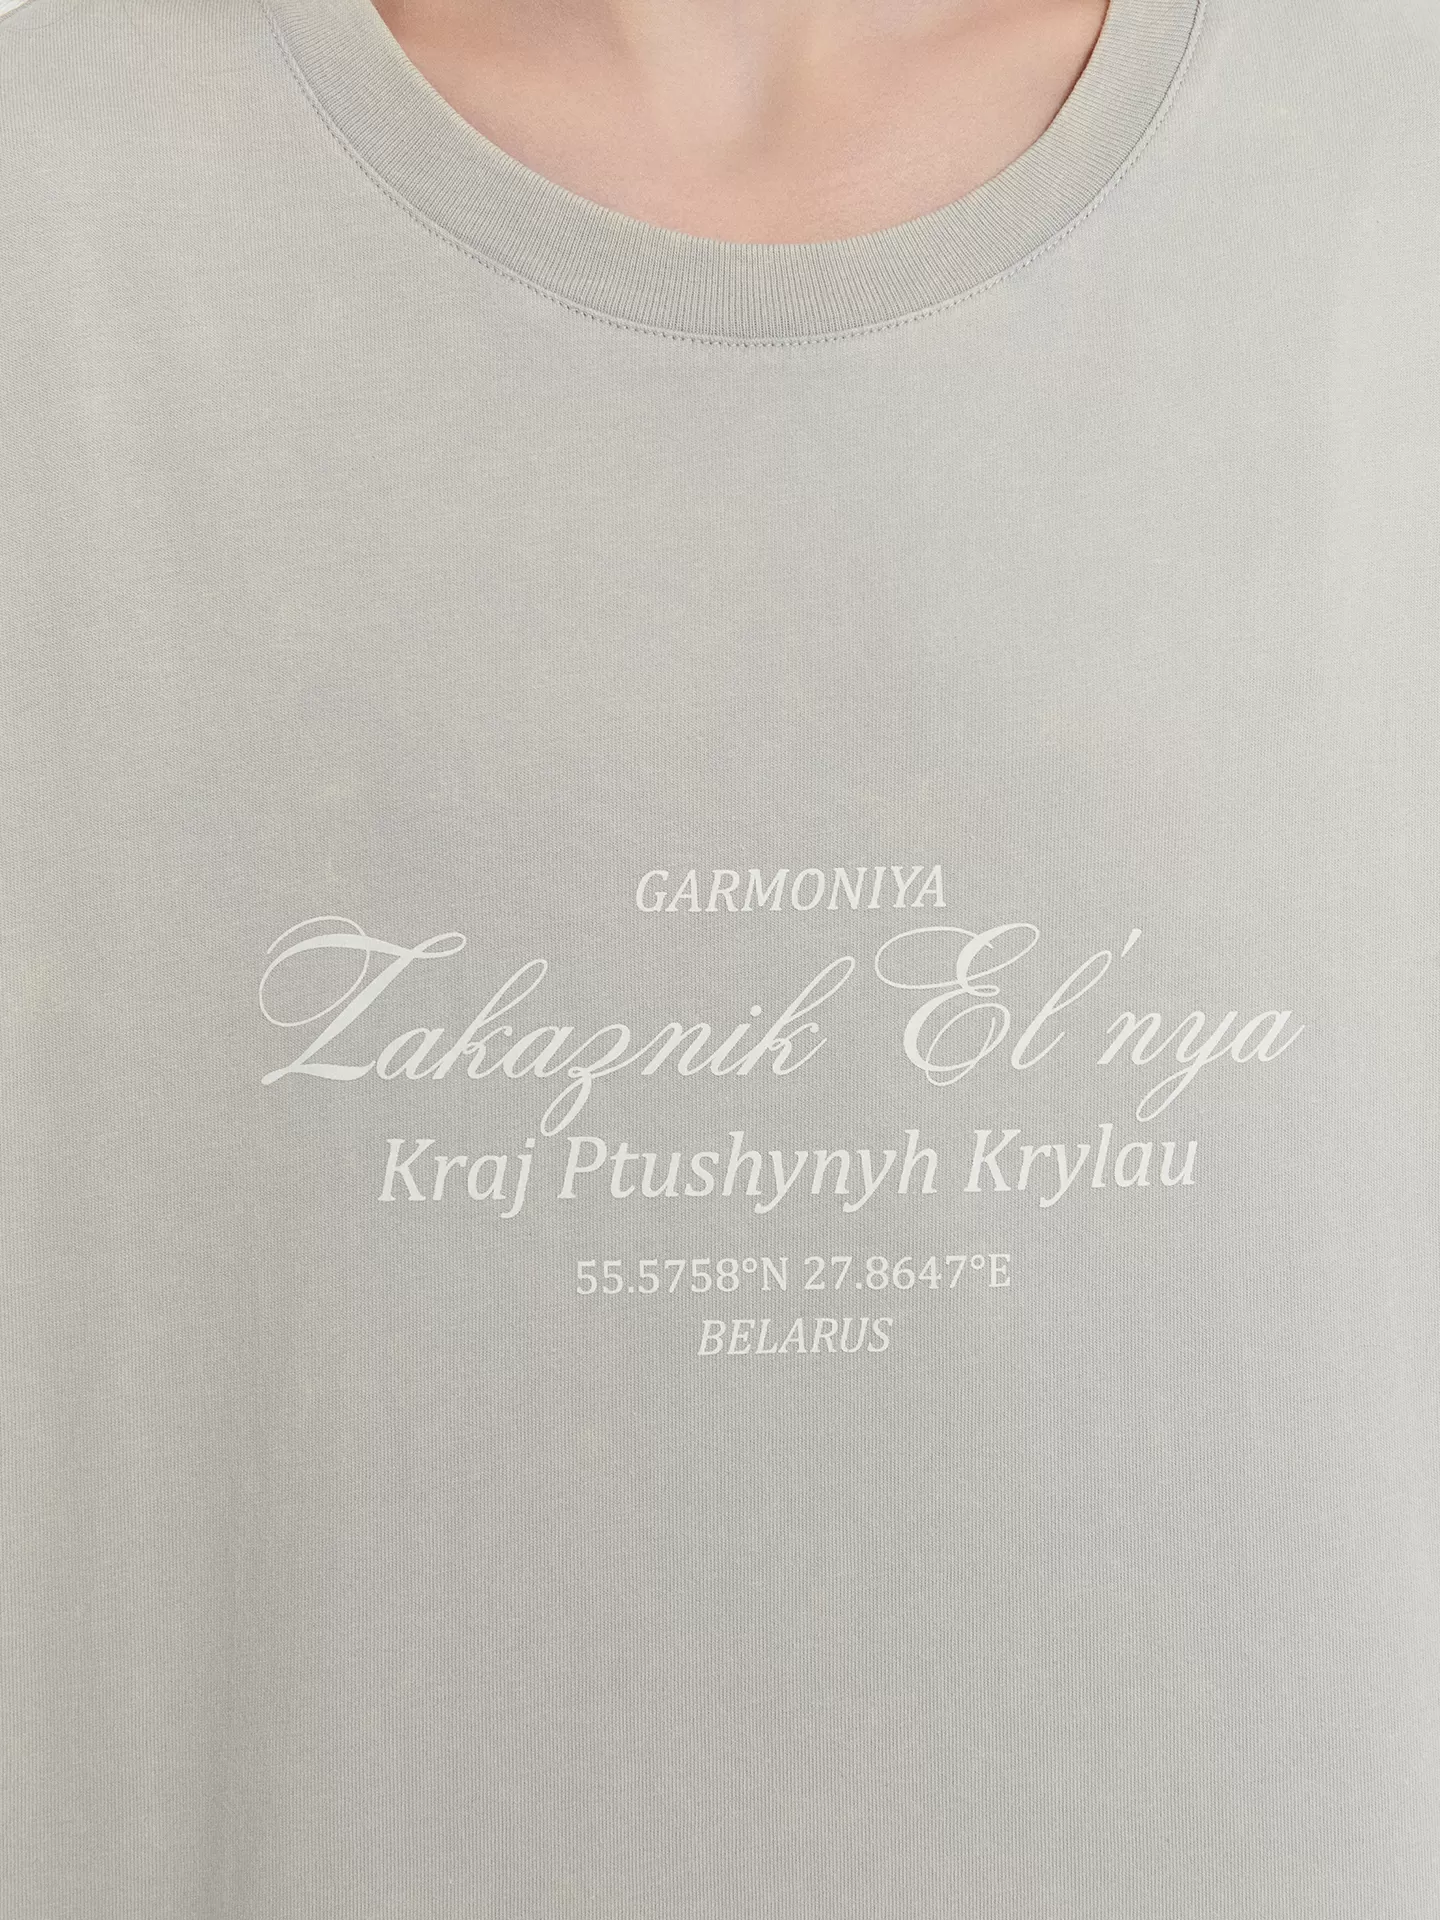 GARMONIYA
Zakaznik El'nya
Kraj Ptushynyh Krylau
55.5758°N 27.8647°E
BELARUS